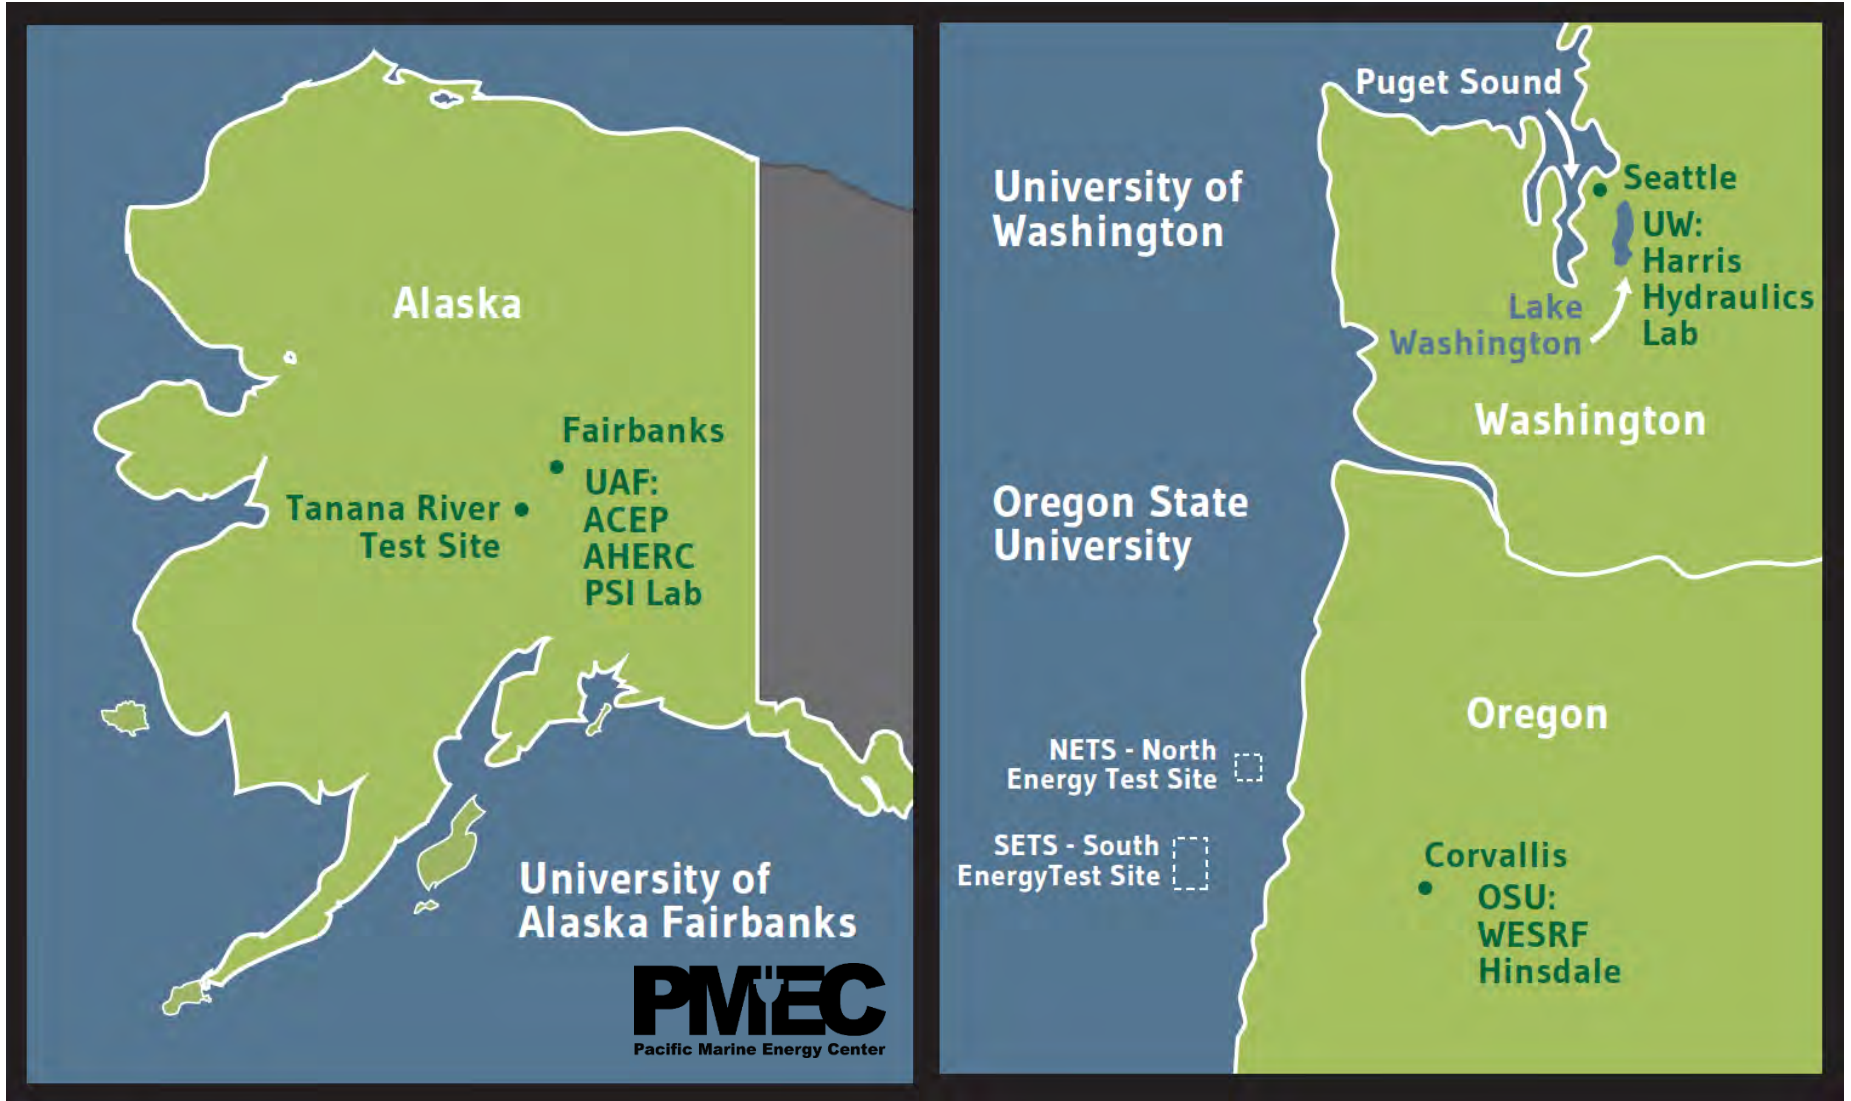 Alaska
Fairbanks
UAF:
ACEP
AHERC
PSI Lab
Tanana River
Test Site
University of
Alaska Fairbanks
PMEC
Pacific Marine Energy Center
Puget Sound
University of
Washington
Seattle
UW:
Harris
Hydraulics
Lab
Lake
Washington
Washington
Oregon State
University
Oregon
NETS - North
Energy Test Site
SETS - South
EnergyTest Site
Corvallis
OSU:
WESRF
Hinsdale